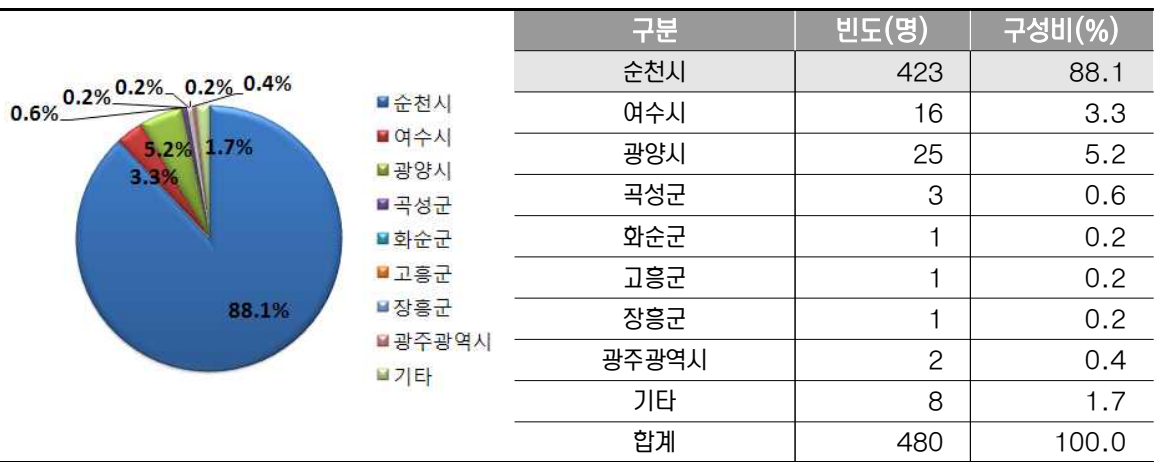 0.6%
0.2%
0.2%
0.2%
0.4%
5.2%
1.7%
3.3%
88.1%
순천시
여수시
광양시
곡성군
화순군
고흥군
장흥군
광주광역시
기타
구분 빈도(명) 구성비(%)
순천시 423 88.1
여수시 16 3.3
광양시 25 5.2
곡성군 3 0.6
화순군 1 0.2
고흥군 1 0.2
장흥군 1 0.2
광주광역시 2 0.4
기타 8 1.7
합계 480 100.0